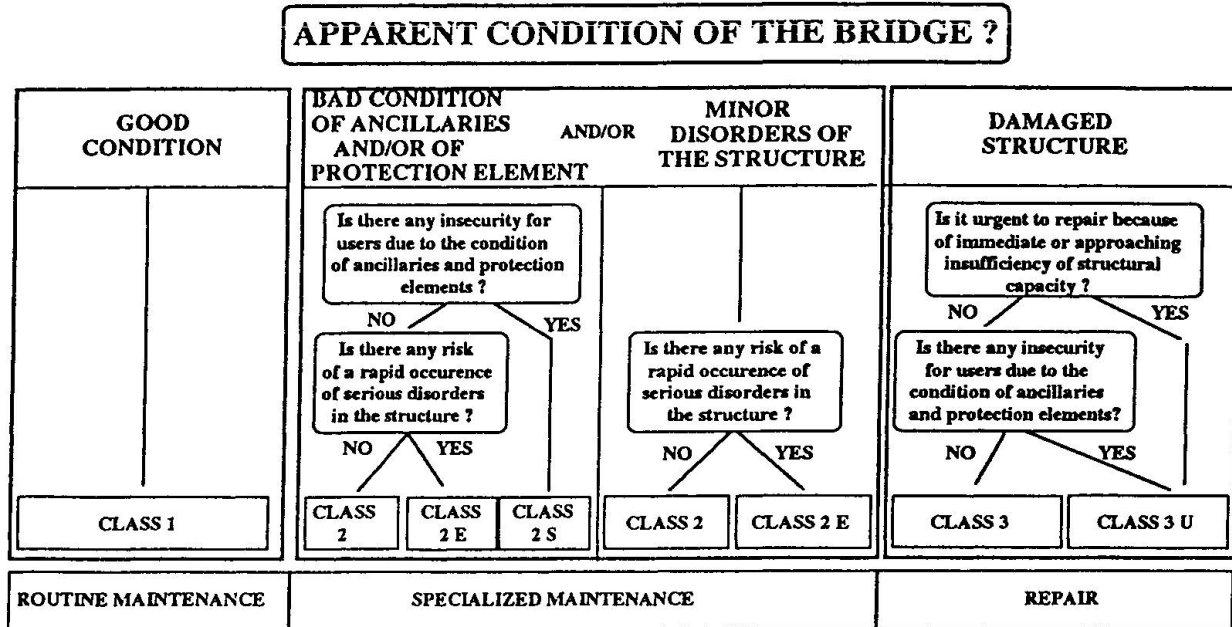 APPARENT CONDITION OF THE BRIDGE ?
GOOD
CONDITION
BAD CONDITION
OF ANCILLARIES
AND/OR OF
PROTECTION ELEMENT
AND/OR
MINOR
DISORDERS OF
THE STRUCTURE
DAMAGED
STRUCTURE
Is there any insecurity for
users due to the condition
of ancillaries and protection
elements ?
NO
YES
Is there any risk
of a rapid occurence
of serious disorders
in the structure ?
NO
YES
Is there any risk of a
rapid occurence of
serious disorders in
the structure ?
NO
YES
Is it urgent to repair because
of immediate or approaching
insufficiency of structural
capacity ?
NO
YES
Is there any insecurity
for users due to the
condition of ancillaries
and protection elements?
NO
YES
CLASS 1
CLASS
2
CLASS
2 E
CLASS
2 S
CLASS 2
CLASS 2 E
CLASS 3
CLASS 3 U
ROUTINE MAINTENANCE
SPECIALIZED MAINTENANCE
REPAIR